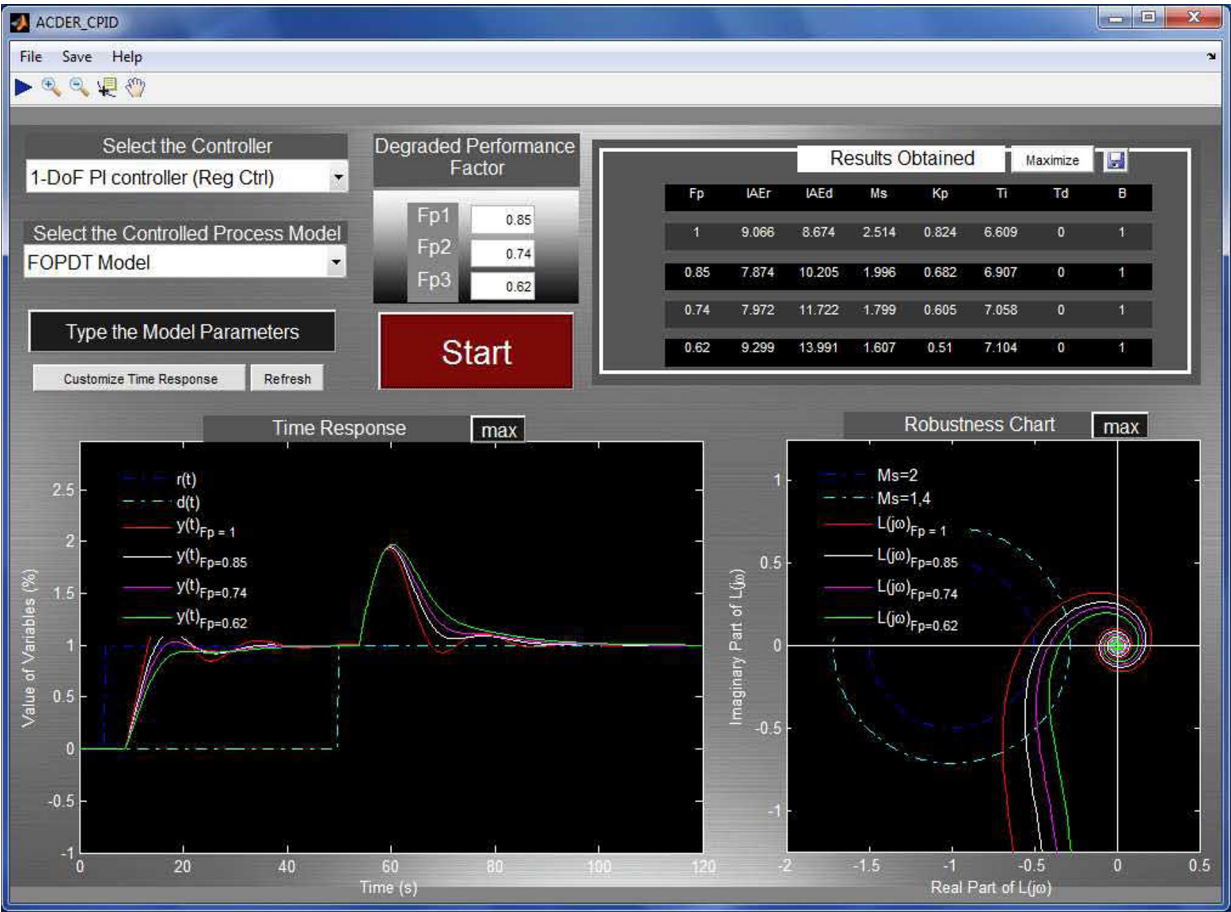 ACDER_CPID
File Save Help
Select the Controller
1-DoF PI controller (Reg Ctrl)
Select the Controlled Process Model
FOPDT Model
Type the Model Parameters
Customize Time Response Refresh
Degraded Performance
Factor
Fp1 0.85
Fp2 0.74
Fp3 0.62
Start
Results Obtained Maximize
Fp IAEr IAEd Ms Kp Ti Td B
1 9.066 8.674 2.514 0.824 6.609 0 1
0.85 7.874 10.205 1.996 0.682 6.907 0 1
0.74 7.972 11.722 1.799 0.605 7.058 0 1
0.62 9.299 13.991 1.607 0.51 7.104 0 1
Time Response max
r(t)
d(t)
y(t)Fp = 1
y(t)Fp=0.85
y(t)Fp=0.74
y(t)Fp=0.62
Value of Variables (%)
2.5
2
1.5
1
0.5
0
-0.5
-1
0 20 40 60 80 100 120
Time (s)
Robustness Chart max
Ms=2
Ms=1,4
L(jω)Fp = 1
L(jω)Fp=0.85
L(jω)Fp=0.74
L(jω)Fp=0.62
Imaginary Part of L(jω)
1
0.5
0
-0.5
-1
-2 -1.5 -1 -0.5 0 0.5
Real Part of L(jω)